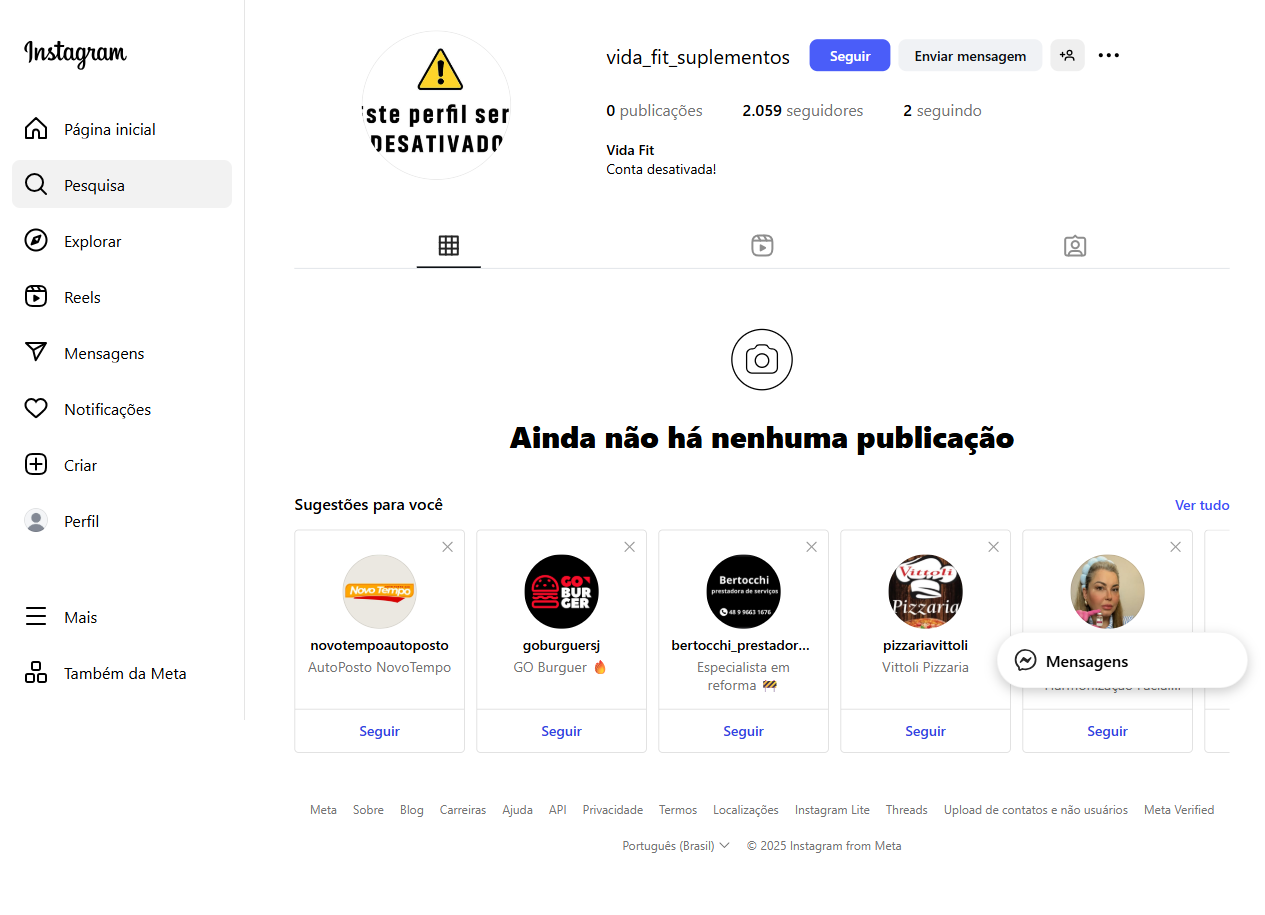 Instagram
Página inicial
Pesquisa
Explorar
Reels
Mensagens
Notificações
Criar
Perfil
Mais
Também da Meta
ste perfil ser
DESATIVADO
vida_fit_suplementos
Seguir
Enviar mensagem
0 publicações
2.059 seguidores
2 seguindo
Vida Fit
Conta desativada!
Ainda não há nenhuma publicação
Sugestões para você
Ver tudo
Novo Tempo
novotempoautoposto
AutoPosto NovoTempo
Seguir
GO
BUR
GER
goburguersj
GO Burguer 🔥
Seguir
Bertocchi
prestadora de serviços
48 9 9663 1676
bertocchi_prestador...
Especialista em
reforma 🚧
Seguir
Vittoli
Pizzaria
pizzariavittoli
Vittoli Pizzaria
Seguir
Mensagens
Seguir
Meta
Sobre
Blog
Carreiras
Ajuda
API
Privacidade
Termos
Localizações
Instagram Lite
Threads
Upload de contatos e não usuários
Meta Verified
Português (Brasil)
© 2025 Instagram from Meta